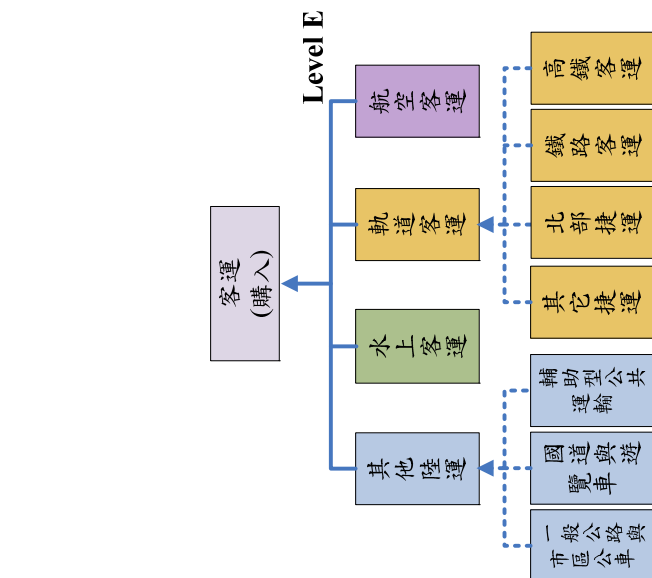 Level E
客運
(購入)
航空客運
軌道客運
水上客運
其他陸運
高鐵客運
鐵路客運
北部捷運
其它捷運
輔助型公共
運輸
國道與遊
覽車
一般公路與
市區公車